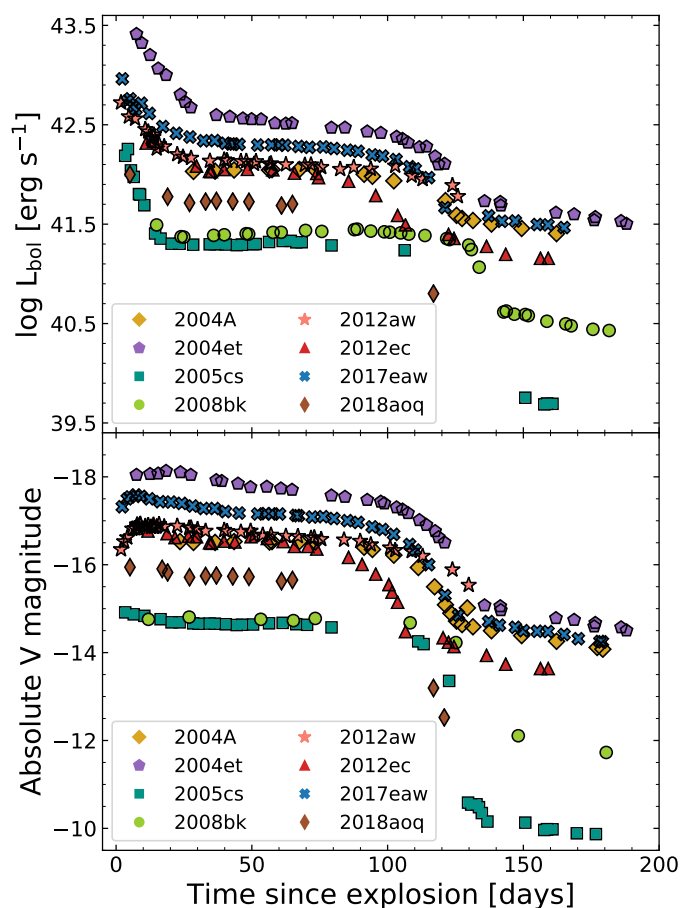 43.5
42.5
41.5
40.5
39.5
log L_bol [erg s⁻¹]
2004A
2004et
2005cs
2008bk
2012aw
2012ec
2017eaw
2018aoq
−18
−16
−14
−12
−10
Absolute V magnitude
2004A
2004et
2005cs
2008bk
2012aw
2012ec
2017eaw
2018aoq
0 50 100 150 200
Time since explosion [days]